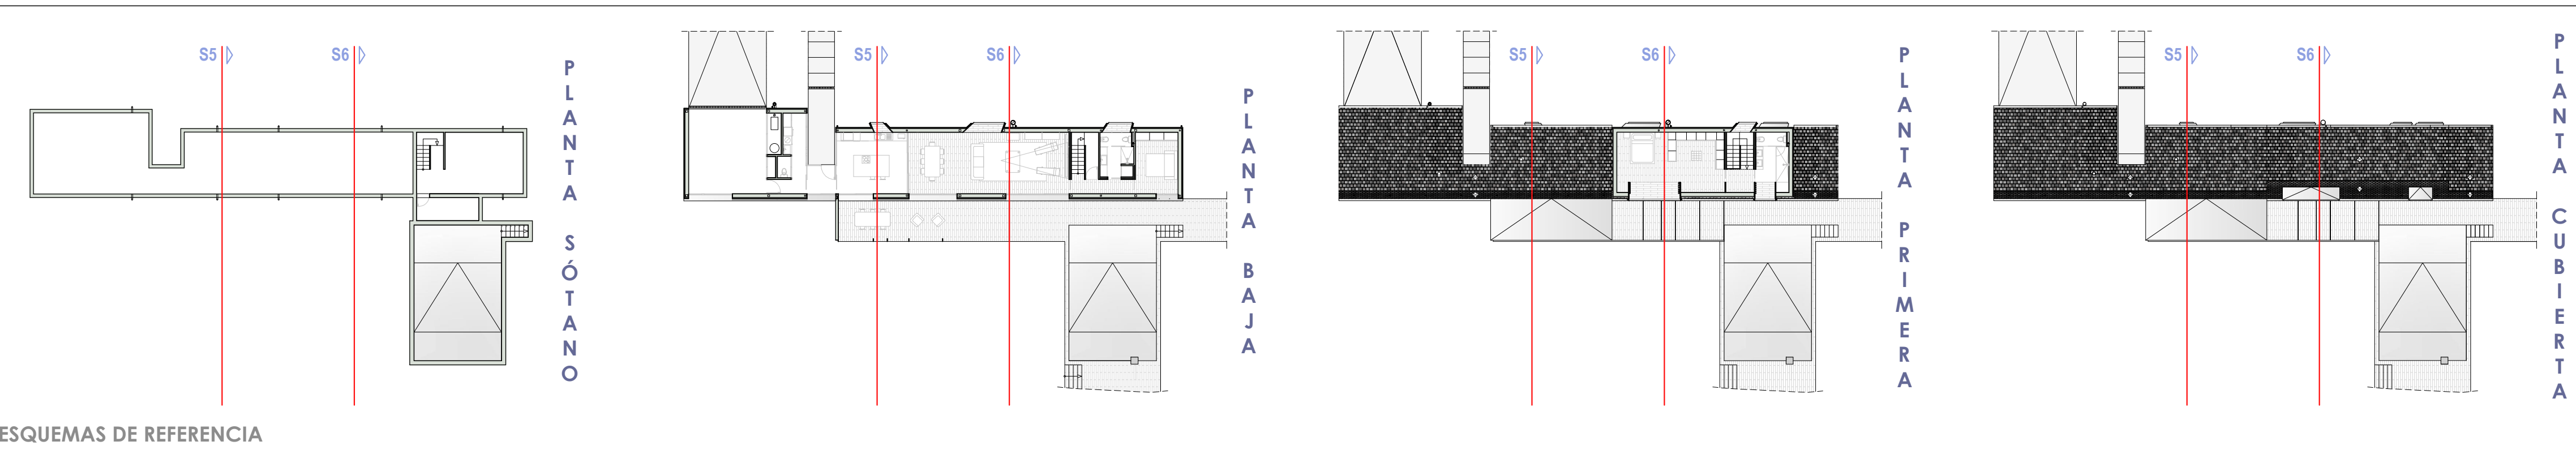 S5
S6
PLANTA SÓTANO
S5
S6
PLANTA BAJA
S5
S6
PLANTA PRIMERA
S5
S6
PLANTA CUBIERTA
ESQUEMAS DE REFERENCIA